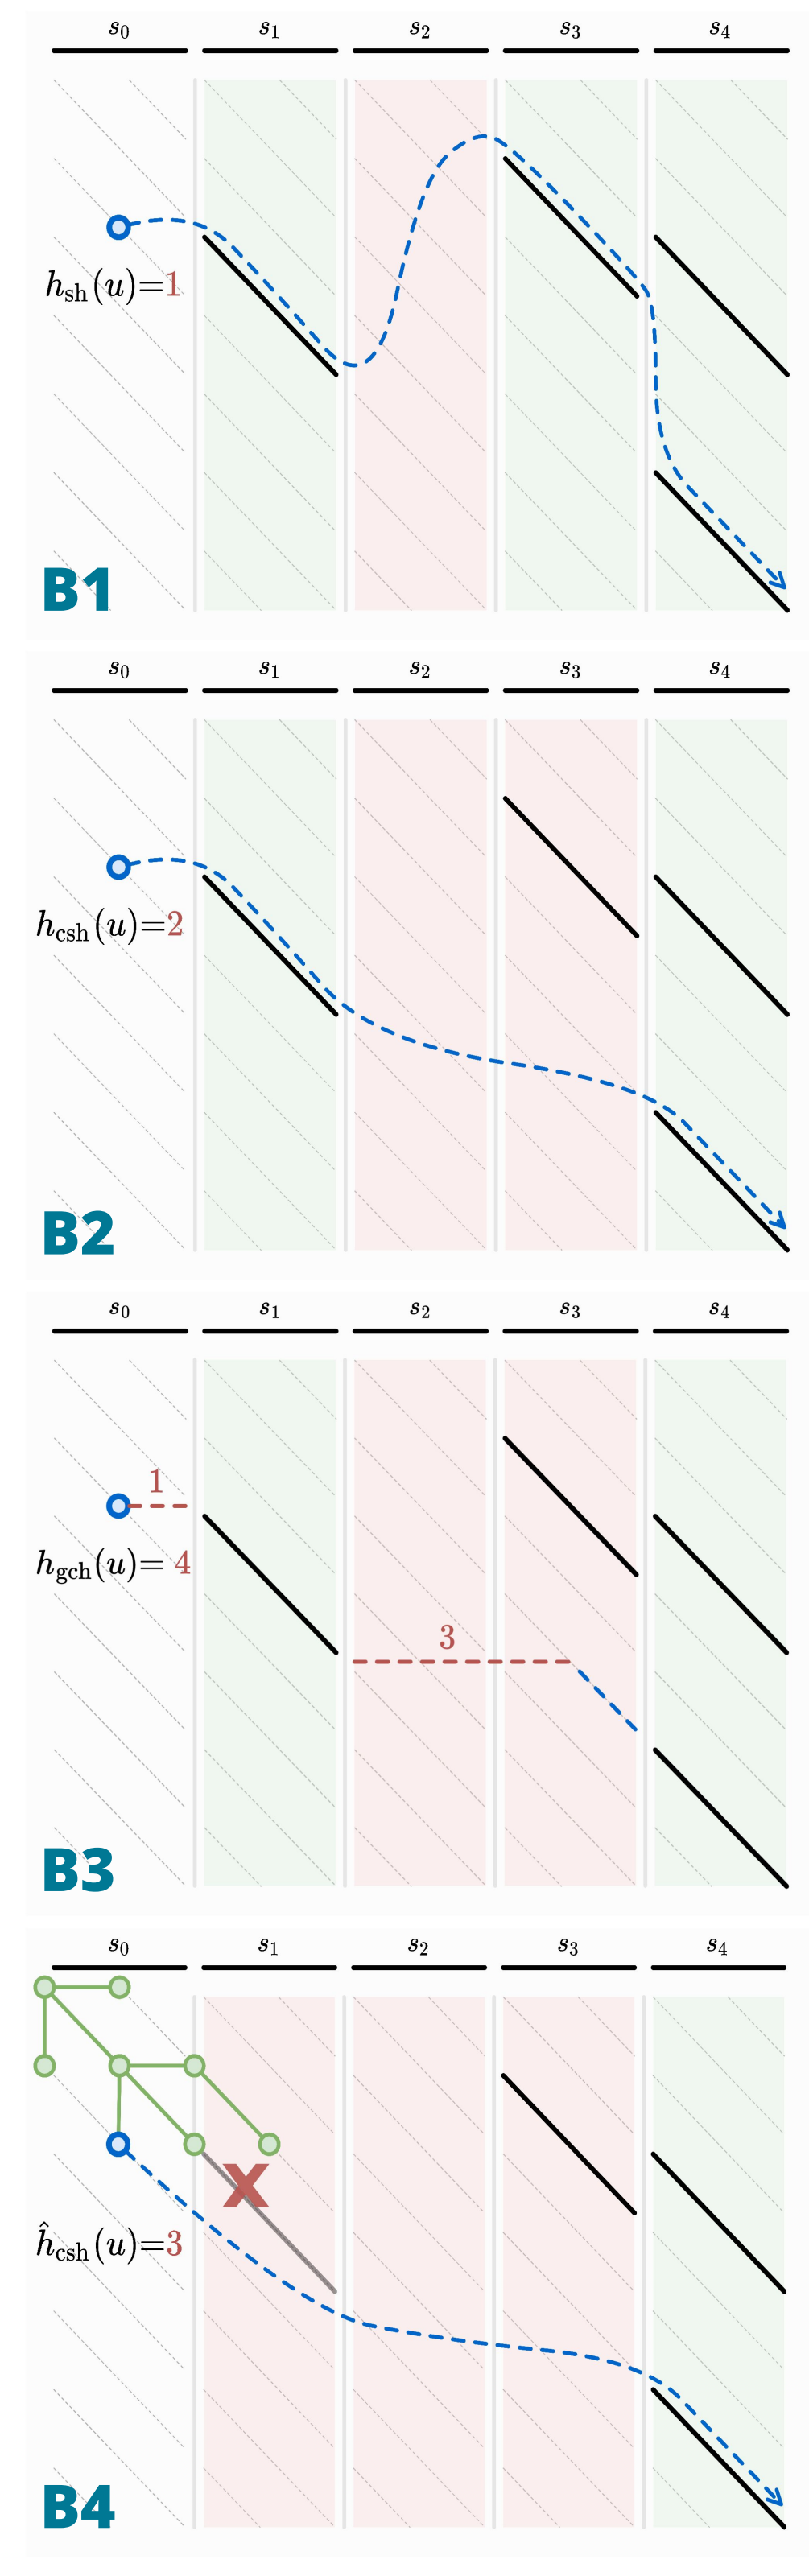 s₀ s₁ s₂ s₃ s₄
h_sh(u)=1
B1
s₀ s₁ s₂ s₃ s₄
h_csh(u)=2
B2
s₀ s₁ s₂ s₃ s₄
1
h_gch(u)= 4
3
B3
s₀ s₁ s₂ s₃ s₄
X
ĥ_csh(u)=3
B4